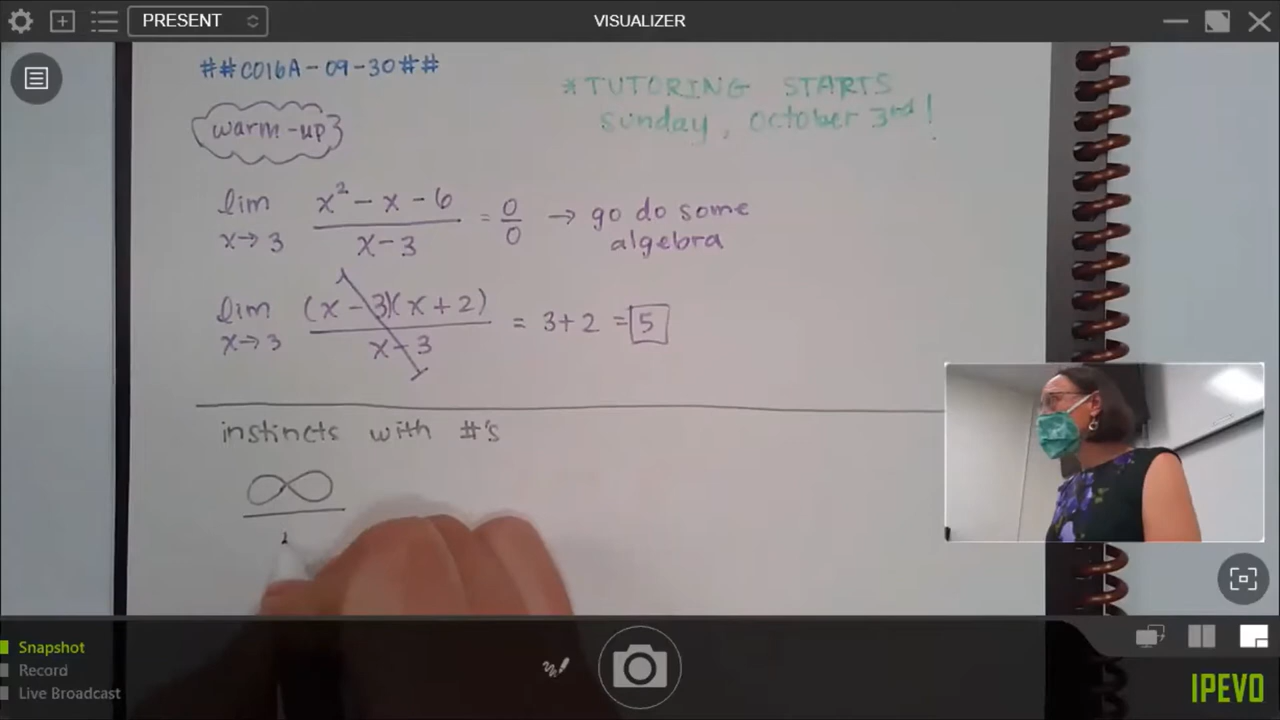 PRESENT
VISUALIZER
##C016A-09-30##
*TUTORING STARTS
Sunday, October 3rd!
warm-up
lim x→3 x² - x - 6 / x - 3 = 0/0 → go do some algebra
lim x→3 (x - 3)(x + 2) / x - 3 = 3 + 2 = 5
instincts with #'s
∞
Snapshot
Record
Live Broadcast
IPEVO